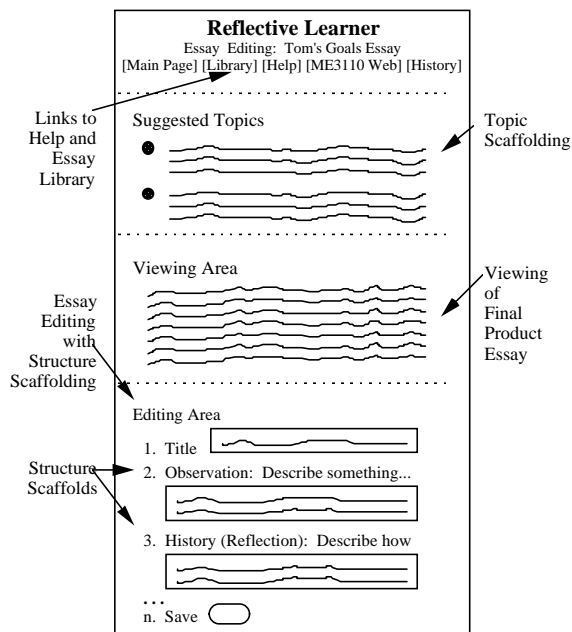 Reflective Learner
Essay Editing: Tom's Goals Essay
[Main Page] [Library] [Help] [ME3110 Web] [History]
Links to
Help and
Essay
Library
Suggested Topics
Topic
Scaffolding
Viewing Area
Viewing
of
Final
Product
Essay
Essay
Editing
with
Structure
Scaffolding
Editing Area
1. Title
Structure
Scaffolds
2. Observation: Describe something...
3. History (Reflection): Describe how
...
n. Save